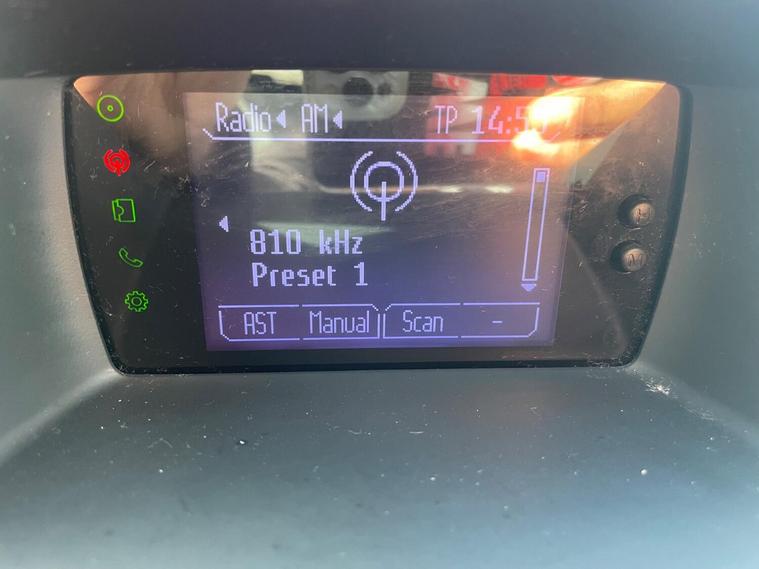 Radio AM TP
810 kHz
Preset 1
AST Manual Scan -
H
M